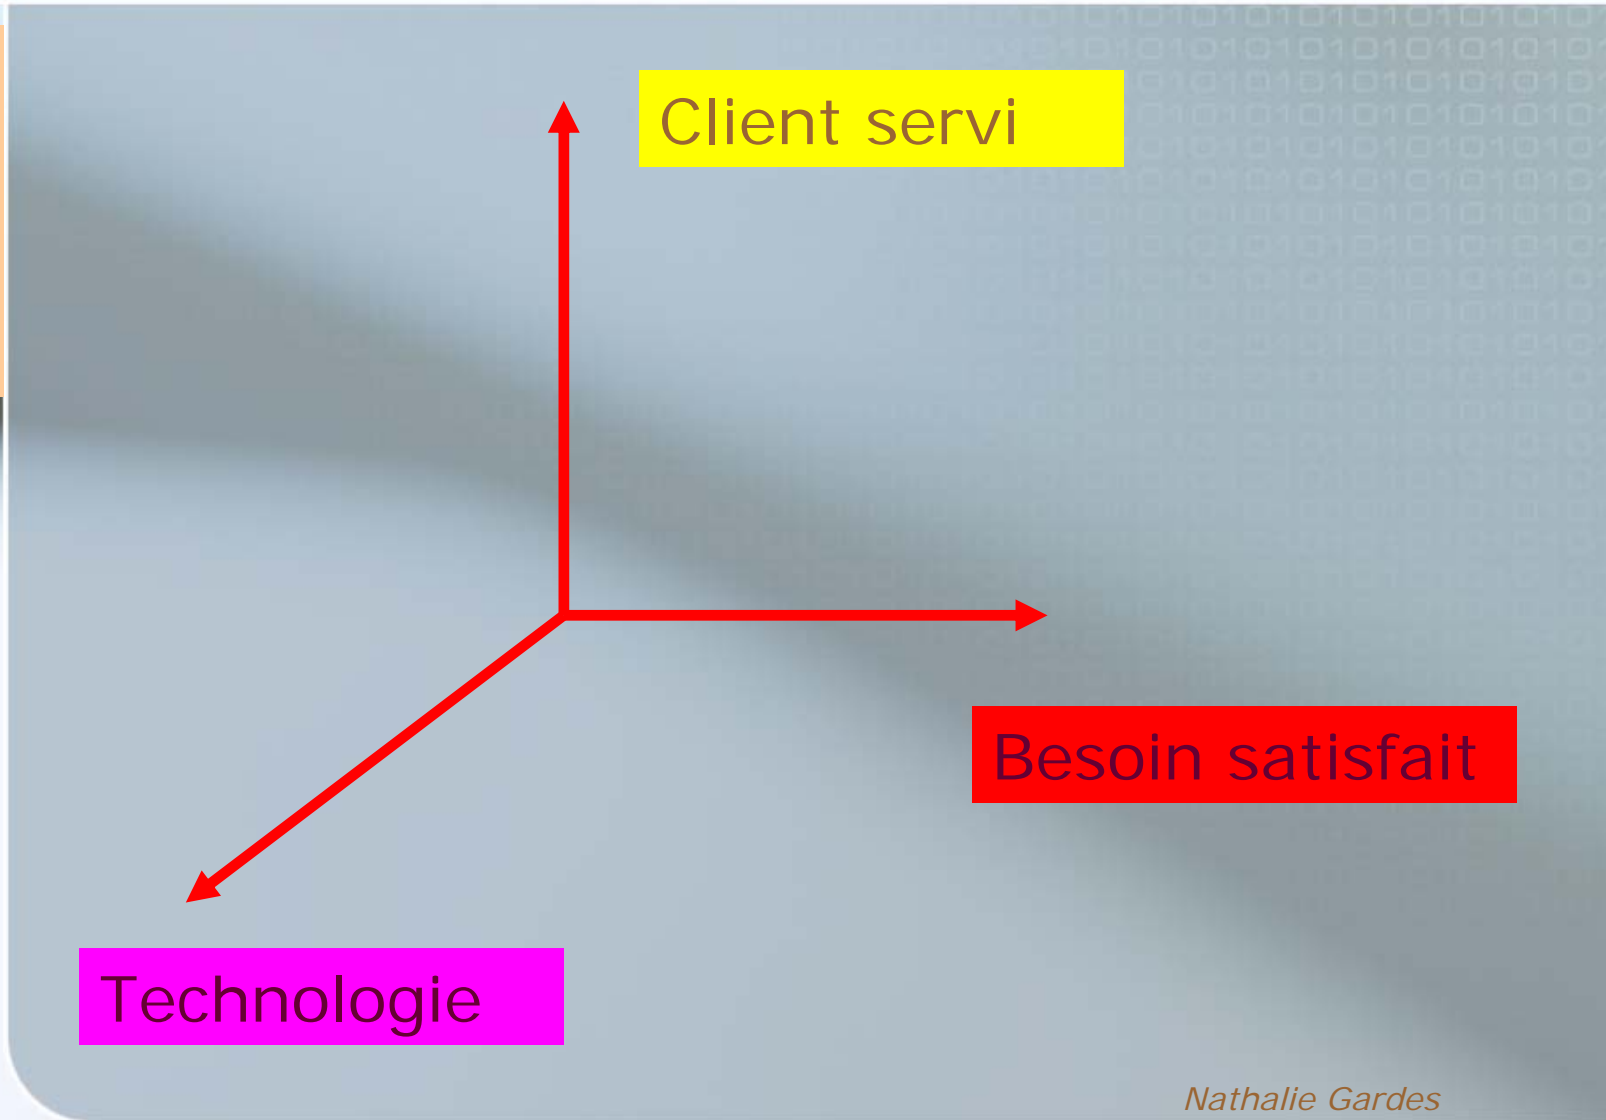 Client servi
Besoin satisfait
Technologie
Nathalie Gardes